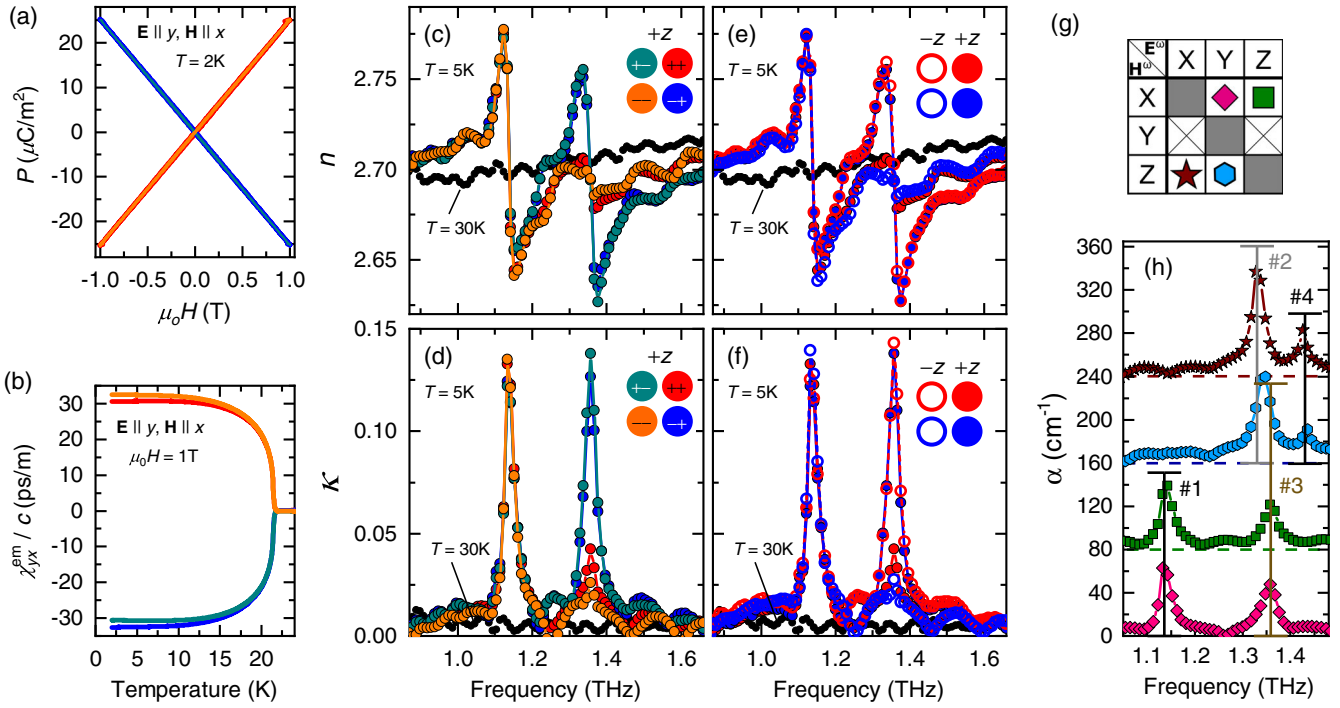 (a)
E || y, H || x
T = 2K
P (μC/m²)
20
10
0
-10
-20
-1.0
-0.5
0.0
0.5
1.0
μₒH (T)
(b)
E || y, H || x
μ₀H = 1T
χᵉᵐyx / c (ps/m)
30
20
10
0
-10
-20
-30
0
5
10
15
20
Temperature (K)
(c)
+z
T = 5K
+−
++
−−
−+
T = 30K
n
2.75
2.70
2.65
(d)
+z
T = 5K
+−
++
−−
−+
T = 30K
κ
0.15
0.10
0.05
0.00
1.0
1.2
1.4
1.6
Frequency (THz)
(e)
−z +z
T = 5K
T = 30K
(f)
−z +z
T = 5K
T = 30K
1.0
1.2
1.4
1.6
Frequency (THz)
(g)
Eω
Hω
X Y Z
X
Y
Z
(h)
#2
#4
#1
#3
α (cm⁻¹)
360
320
280
240
200
160
120
80
40
0
1.1
1.2
1.3
1.4
Frequency (THz)